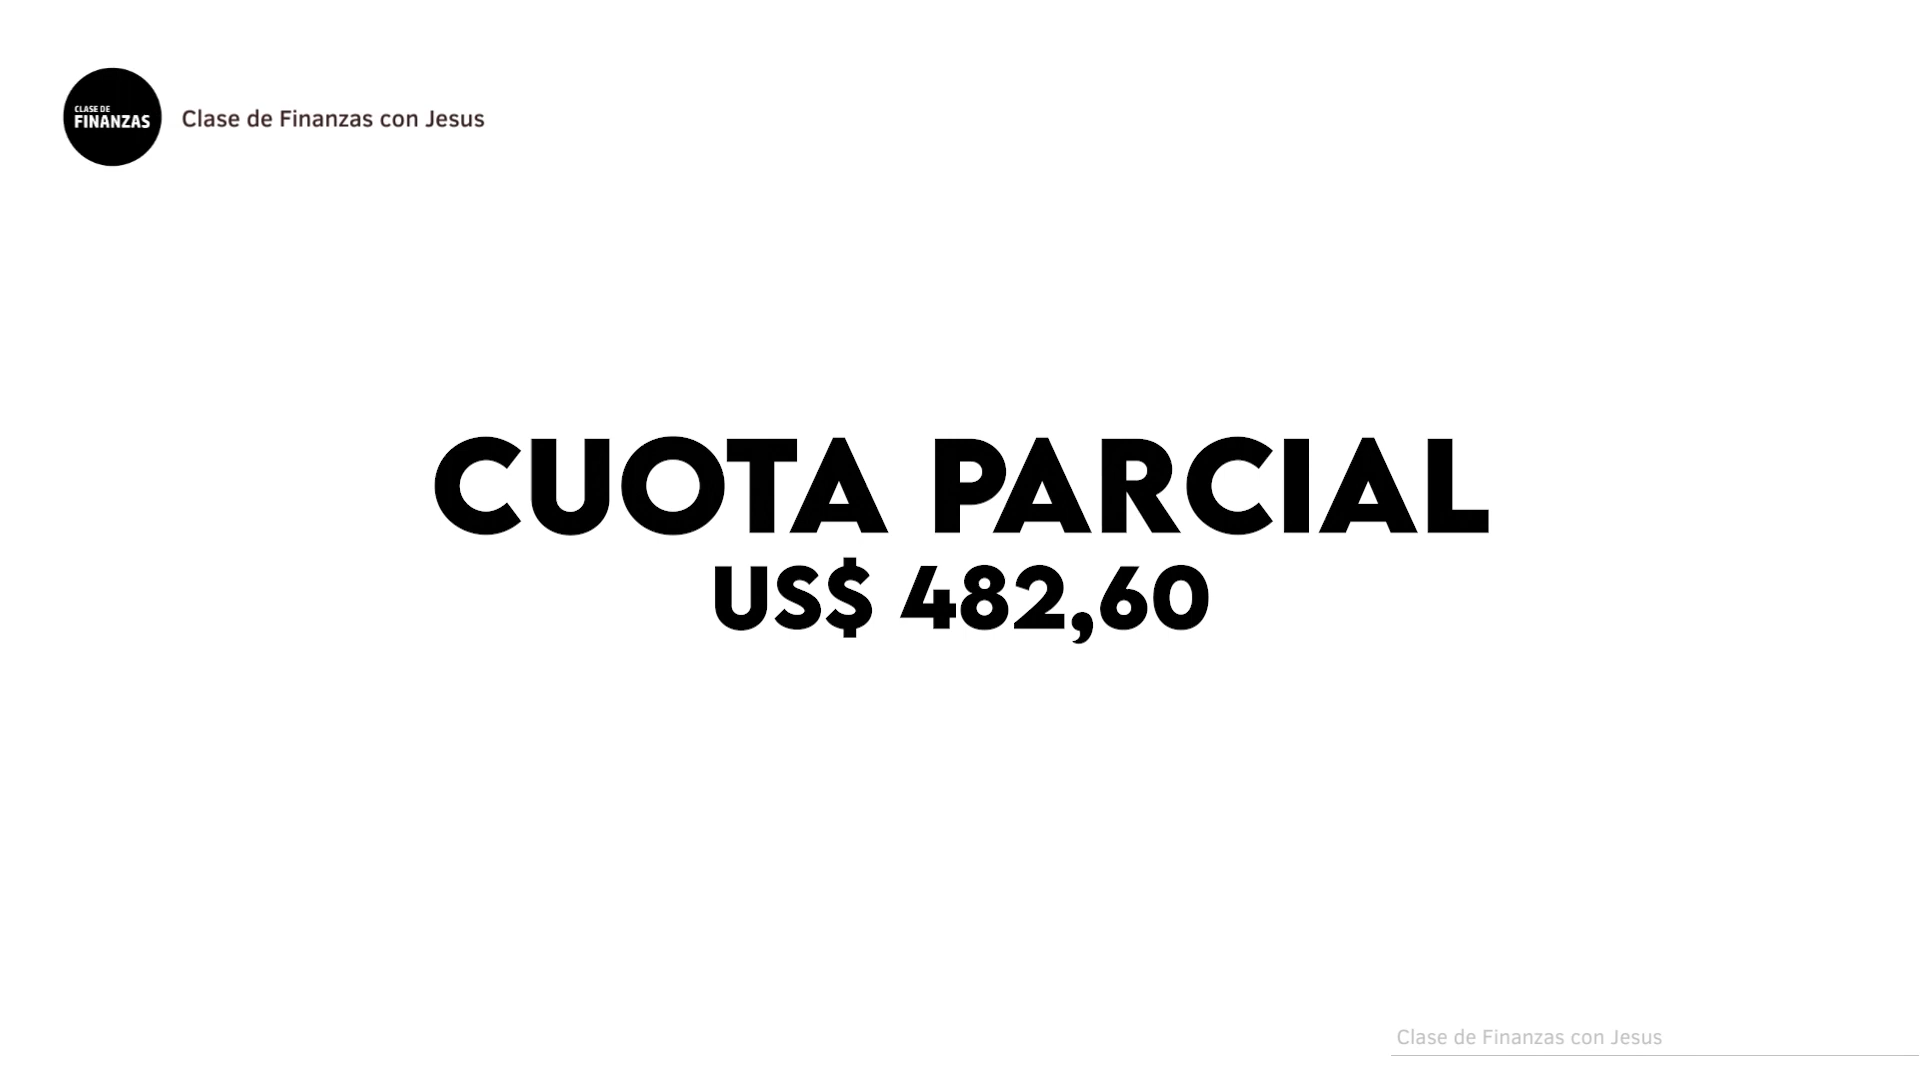 CLASE DE
FINANZAS
Clase de Finanzas con Jesus
CUOTA PARCIAL
US$ 482,60
Clase de Finanzas con Jesus